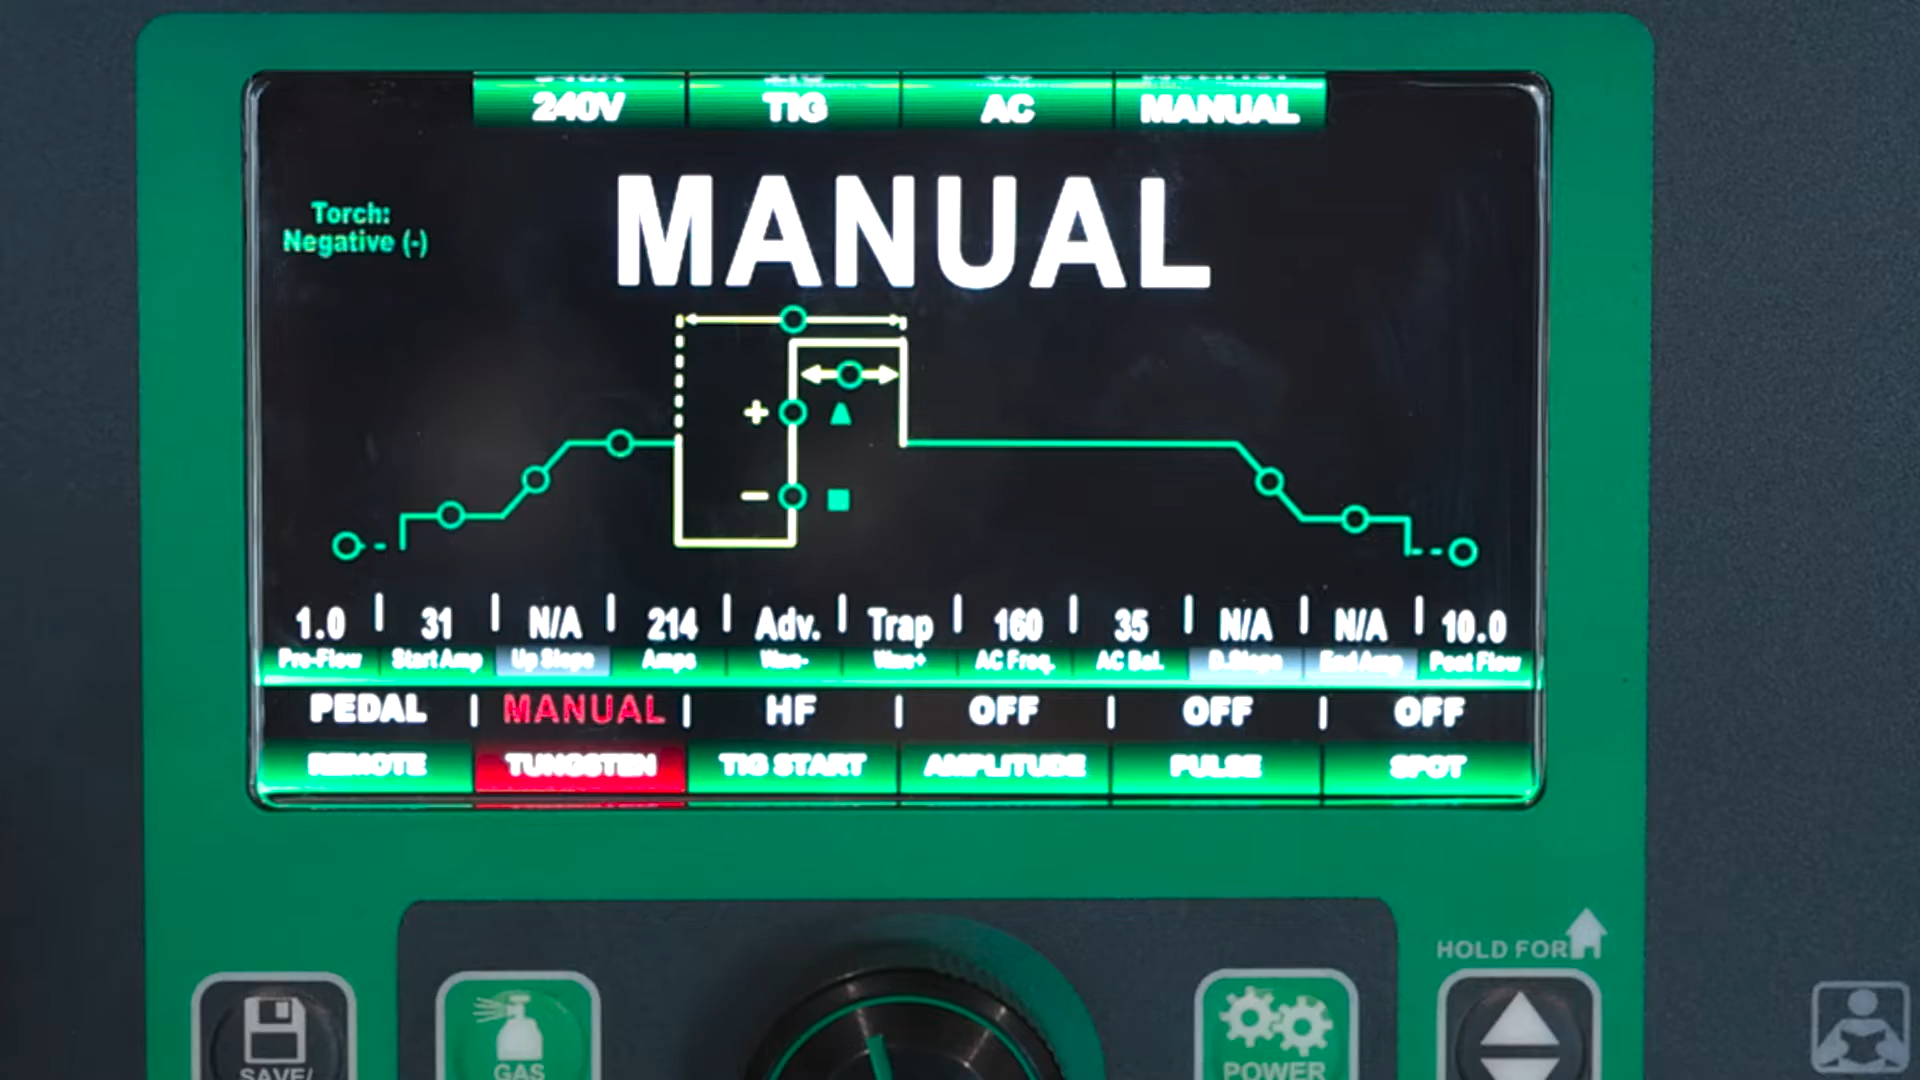 240V TIG AC MANUAL
MANUAL
Torch:
Negative (-)
+
−
1.0 | 31 | N/A | 214 | Adv. | Trap | 160 | 35 | N/A | N/A | 10.0
Pre-Flow Start Amp Up Slope Amps Wave- Wave+ AC Freq. AC Bal. D.Slope End Amp Post Flow
PEDAL | MANUAL | HF | OFF | OFF | OFF
REMOTE TUNGSTEN TIG START AMPLITUDE PULSE SPOT
HOLD FOR
SAVE/
GAS
POWER